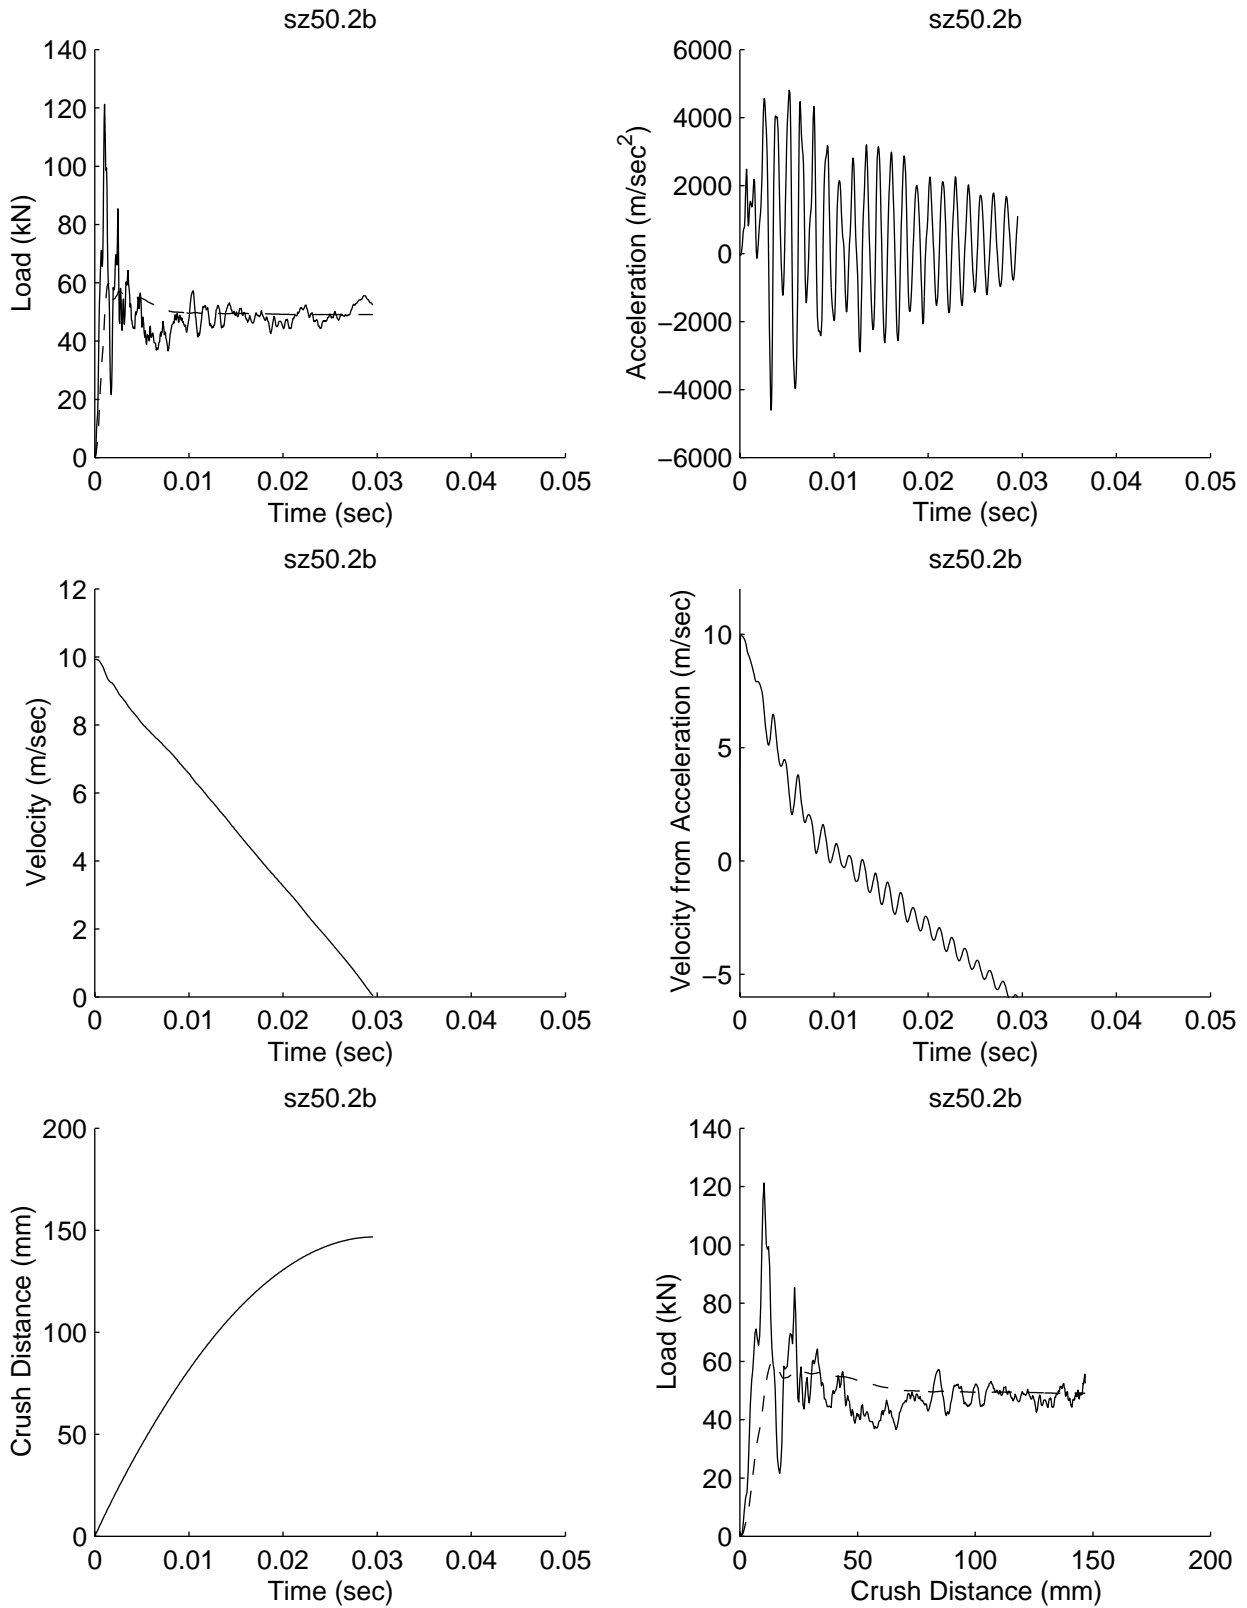 sz50.2b
140
120
100
80
60
40
20
0
Load (kN)
0 0.01 0.02 0.03 0.04 0.05
Time (sec)
sz50.2b
6000
4000
2000
0
−2000
−4000
−6000
Acceleration (m/sec²)
0 0.01 0.02 0.03 0.04 0.05
Time (sec)
sz50.2b
12
10
8
6
4
2
0
Velocity (m/sec)
0 0.01 0.02 0.03 0.04 0.05
Time (sec)
sz50.2b
10
5
0
−5
Velocity from Acceleration (m/sec)
0 0.01 0.02 0.03 0.04 0.05
Time (sec)
sz50.2b
200
150
100
50
0
Crush Distance (mm)
0 0.01 0.02 0.03 0.04 0.05
Time (sec)
sz50.2b
140
120
100
80
60
40
20
0
Load (kN)
0 50 100 150 200
Crush Distance (mm)